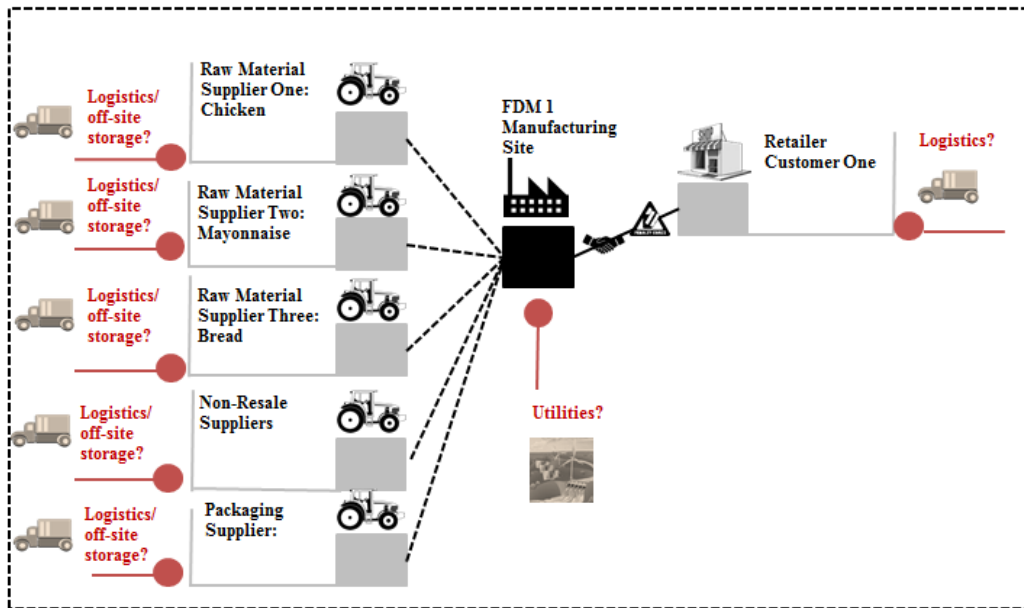 Logistics/
off-site
storage?
Raw Material
Supplier One:
Chicken
Logistics/
off-site
storage?
Raw Material
Supplier Two:
Mayonnaise
Logistics/
off-site
storage?
Raw Material
Supplier Three:
Bread
Logistics/
off-site
storage?
Non-Resale
Suppliers
Logistics/
off-site
storage?
Packaging
Supplier:
FDM 1
Manufacturing
Site
Utilities?
Retailer
Customer One
Logistics?